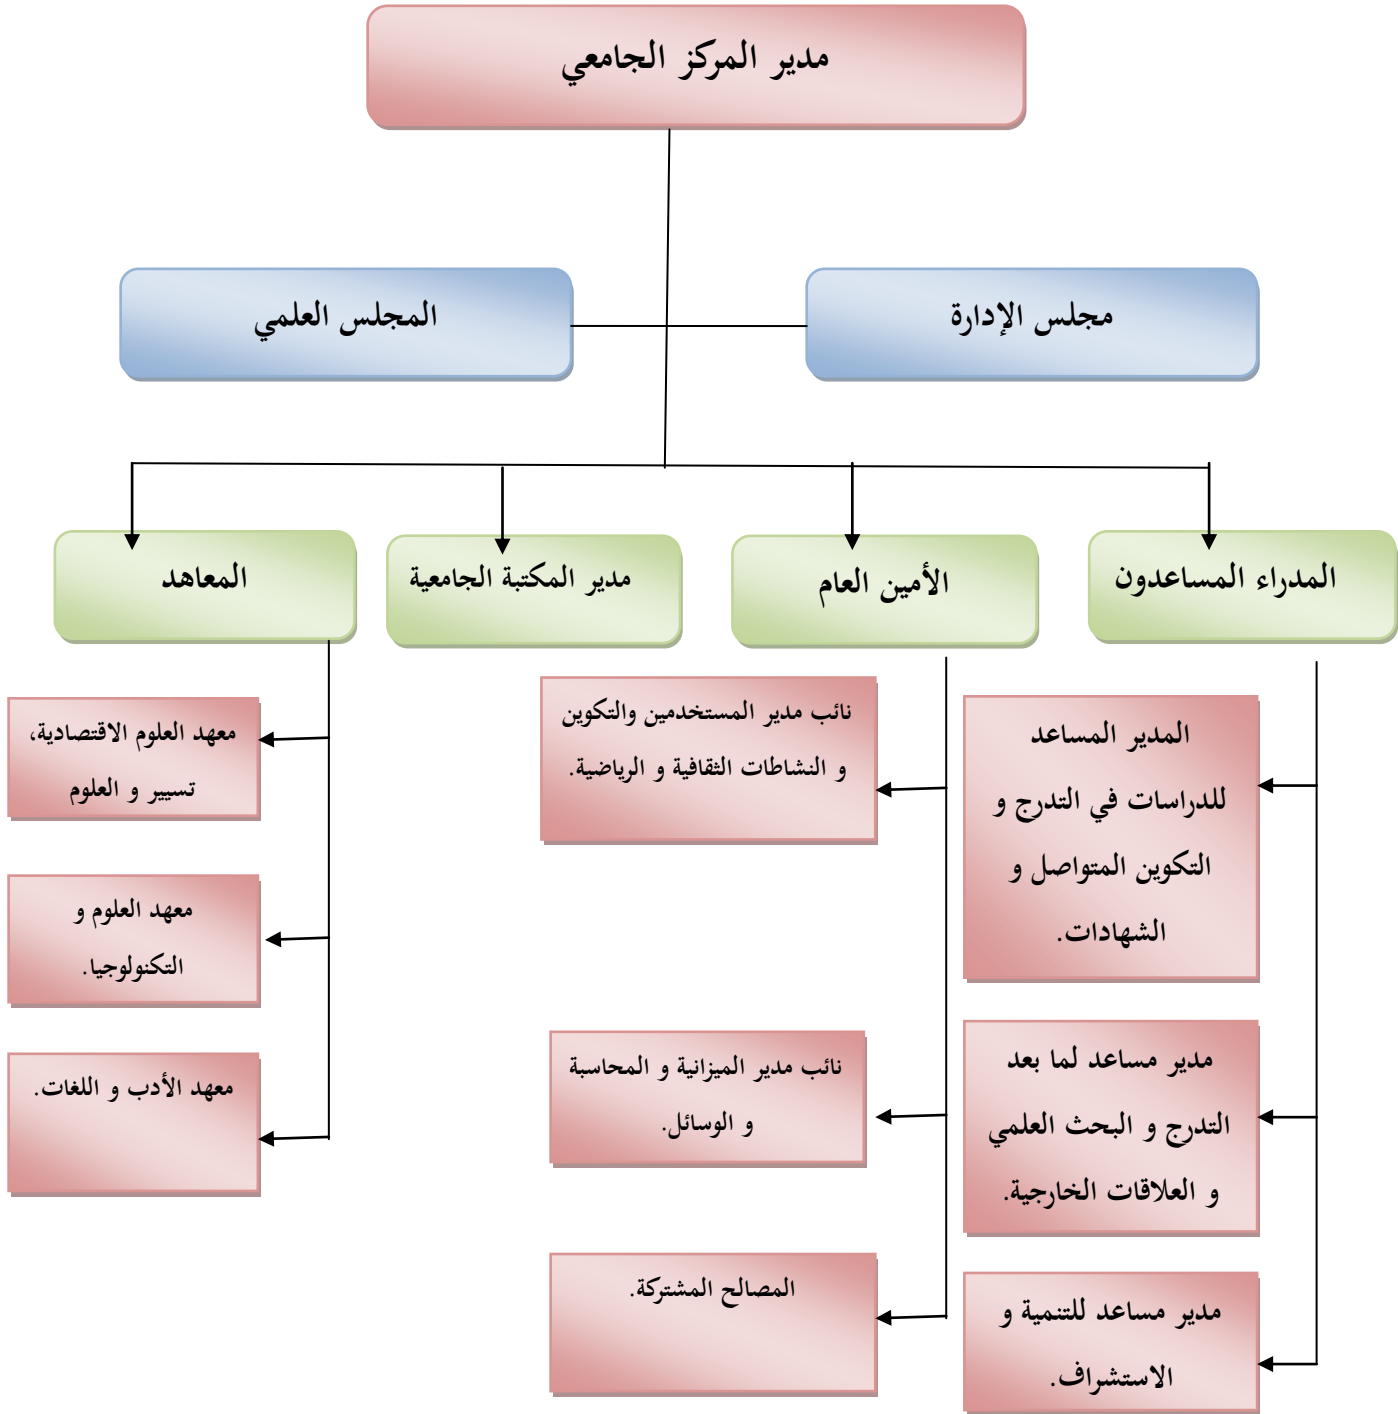 مدير المركز الجامعي
مجلس الإدارة
المجلس العلمي
المدراء المساعدون
الأمين العام
مدير المكتبة الجامعية
المعاهد
المدير المساعد
للدراسات في التدرج و
التكوين المتواصل و
الشهادات.
مدير مساعد لما بعد
التدرج و البحث العلمي
و العلاقات الخارجية.
مدير مساعد للتنمية و
الاستشراف.
نائب مدير المستخدمين والتكوين
و النشاطات الثقافية و الرياضية.
نائب مدير الميزانية و المحاسبة
و الوسائل.
المصالح المشتركة.
معهد العلوم الاقتصادية،
تسيير و العلوم
معهد العلوم و
التكنولوجيا.
معهد الأدب و اللغات.